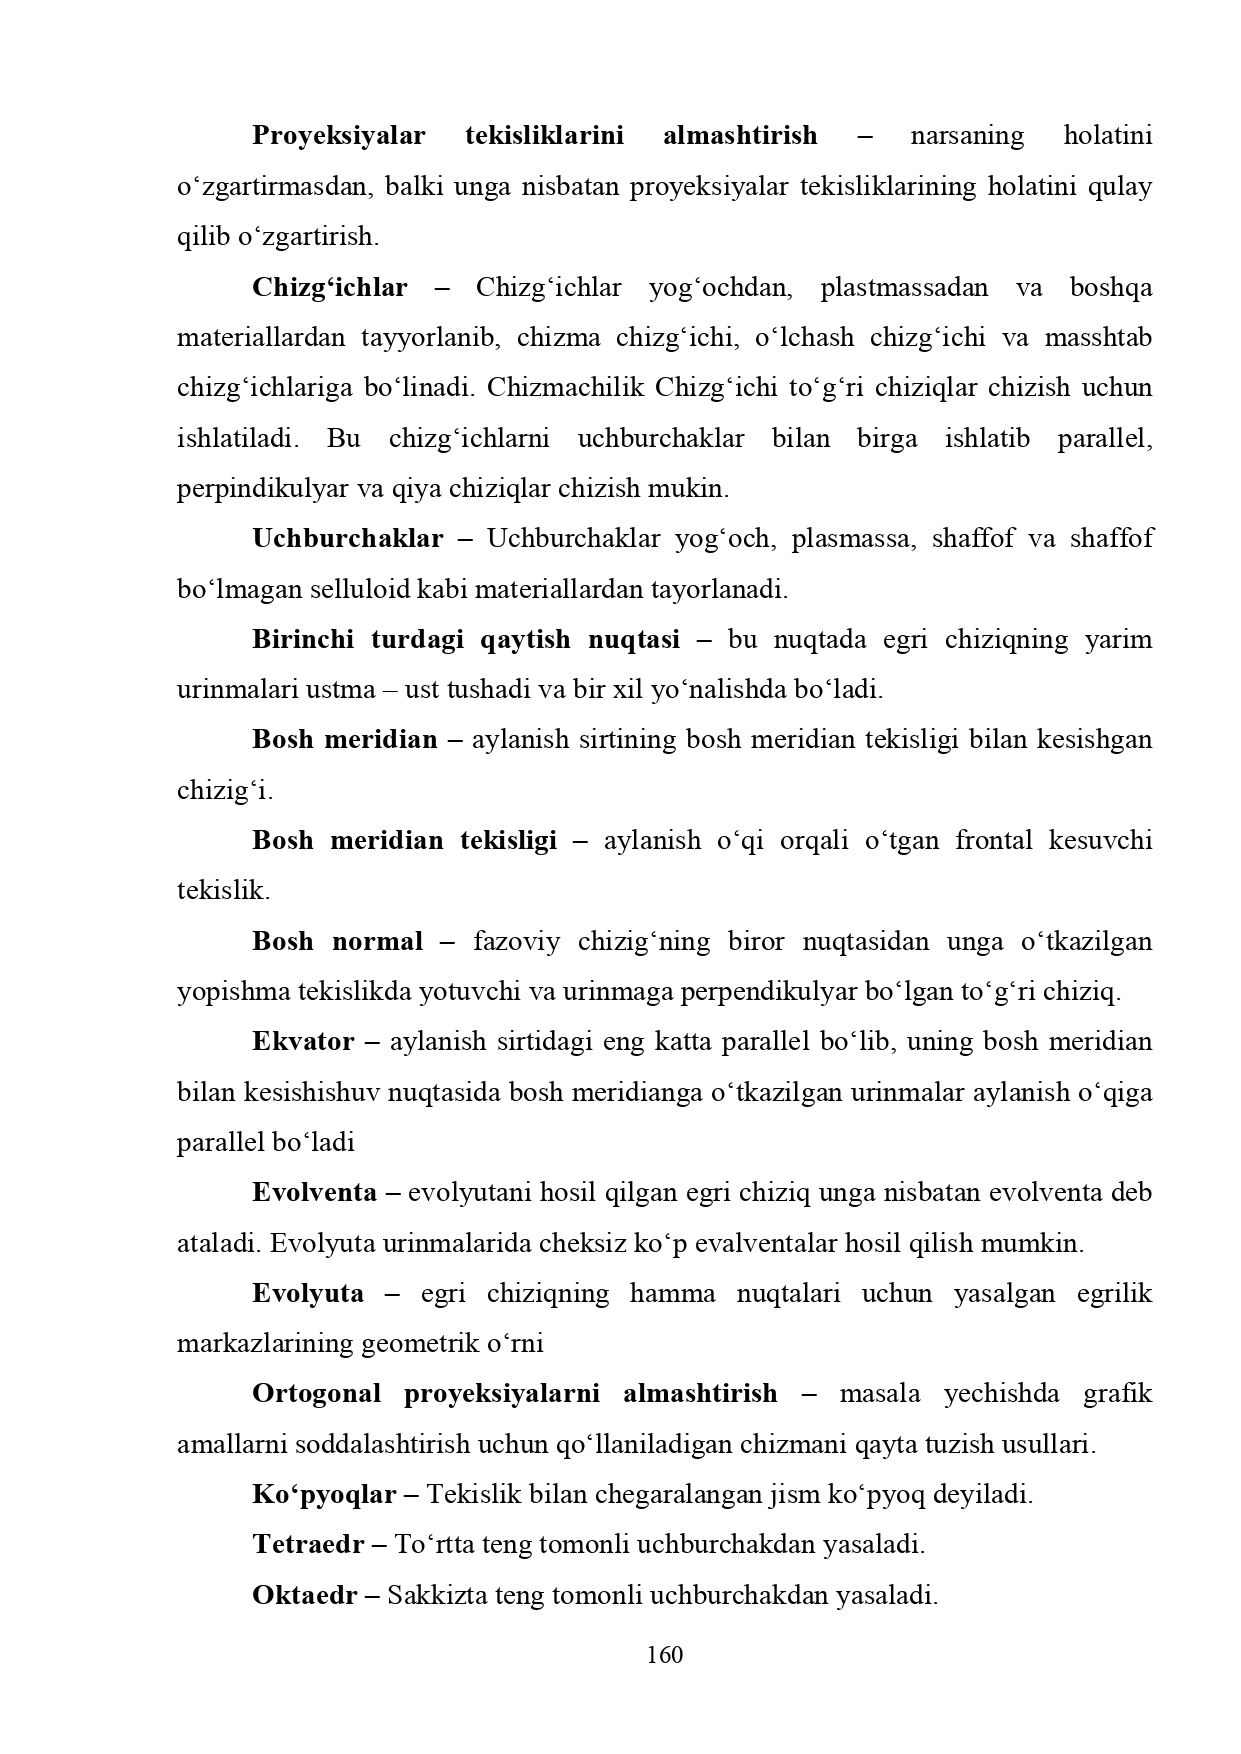 Proyeksiyalar tekisliklarini almashtirish – narsaning holatini
o‘zgartirmasdan, balki unga nisbatan proyeksiyalar tekisliklarining holatini qulay
qilib o‘zgartirish.
Chizg‘ichlar – Chizg‘ichlar yog‘ochdan, plastmassadan va boshqa
materiallardan tayyorlanib, chizma chizg‘ichi, o‘lchash chizg‘ichi va masshtab
chizg‘ichlariga bo‘linadi. Chizmachilik Chizg‘ichi to‘g‘ri chiziqlar chizish uchun
ishlatiladi. Bu chizg‘ichlarni uchburchaklar bilan birga ishlatib parallel,
perpindikulyar va qiya chiziqlar chizish mukin.
Uchburchaklar – Uchburchaklar yog‘och, plasmassa, shaffof va shaffof
bo‘lmagan selluloid kabi materiallardan tayorlanadi.
Birinchi turdagi qaytish nuqtasi – bu nuqtada egri chiziqning yarim
urinmalari ustma – ust tushadi va bir xil yo‘nalishda bo‘ladi.
Bosh meridian – aylanish sirtining bosh meridian tekisligi bilan kesishgan
chizig‘i.
Bosh meridian tekisligi – aylanish o‘qi orqali o‘tgan frontal kesuvchi
tekislik.
Bosh normal – fazoviy chizig‘ning biror nuqtasidan unga o‘tkazilgan
yopishma tekislikda yotuvchi va urinmaga perpendikulyar bo‘lgan to‘g‘ri chiziq.
Ekvator – aylanish sirtidagi eng katta parallel bo‘lib, uning bosh meridian
bilan kesishishuv nuqtasida bosh meridianga o‘tkazilgan urinmalar aylanish o‘qiga
parallel bo‘ladi
Evolventa – evolyutani hosil qilgan egri chiziq unga nisbatan evolventa deb
ataladi. Evolyuta urinmalarida cheksiz ko‘p evalventalar hosil qilish mumkin.
Evolyuta – egri chiziqning hamma nuqtalari uchun yasalgan egrilik
markazlarining geometrik o‘rni
Ortogonal proyeksiyalarni almashtirish – masala yechishda grafik
amallarni soddalashtirish uchun qo‘llaniladigan chizmani qayta tuzish usullari.
Ko‘pyoqlar – Tekislik bilan chegaralangan jism ko‘pyoq deyiladi.
Tetraedr – To‘rtta teng tomonli uchburchakdan yasaladi.
Oktaedr – Sakkizta teng tomonli uchburchakdan yasaladi.
160